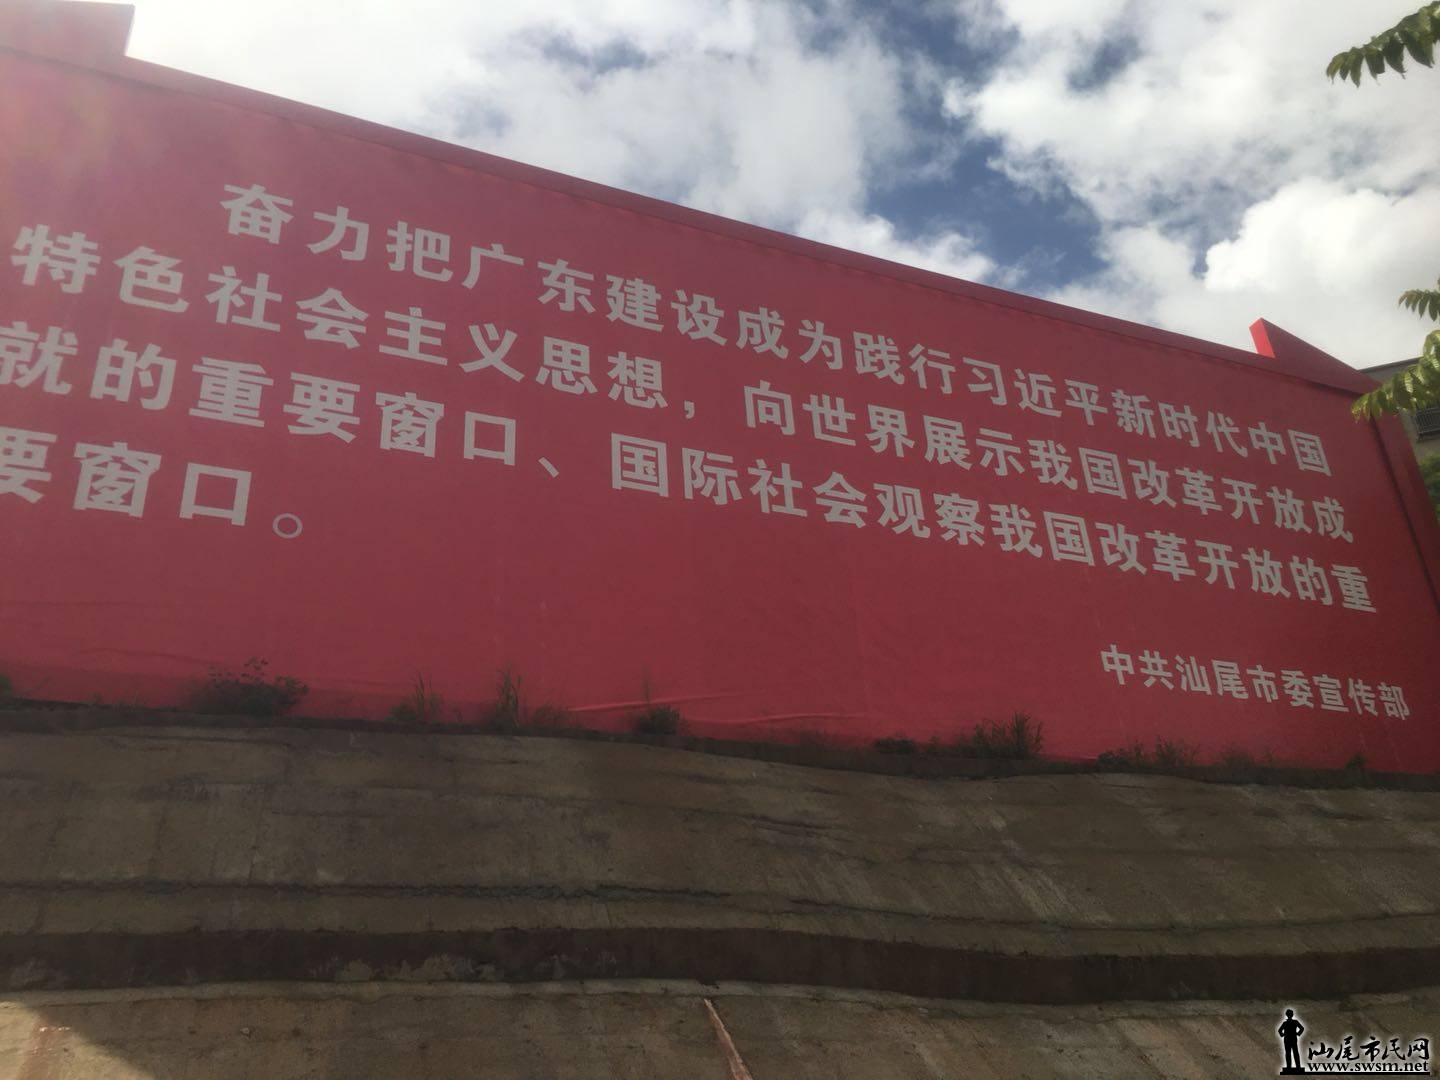 奋力把广东建设成为践行习近平新时代中国
特色社会主义思想，向世界展示我国改革开放成
就的重要窗口、国际社会观察我国改革开放的重
要窗口。
中共汕尾市委宣传部
汕尾市民网
www.swsm.net